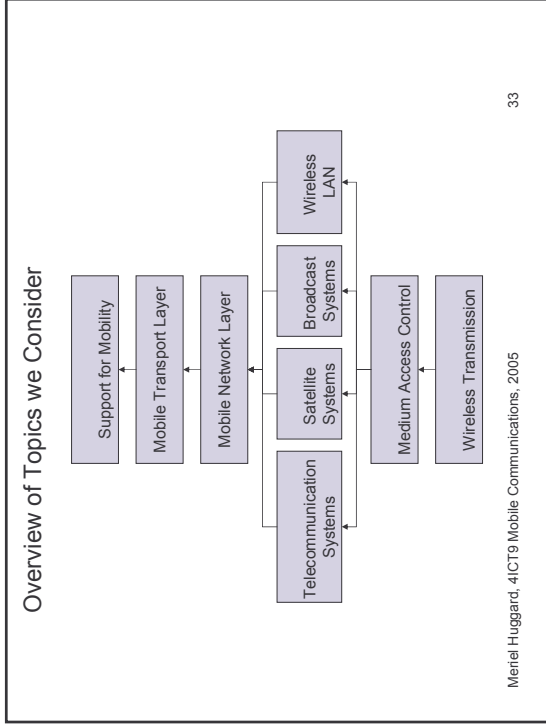 Overview of Topics we Consider
Support for Mobility
Mobile Transport Layer
Mobile Network Layer
Telecommunication
Systems
Satellite
Systems
Broadcast
Systems
Wireless
LAN
Medium Access Control
Wireless Transmission
Meriel Huggard, 4ICT9 Mobile Communications, 2005
33